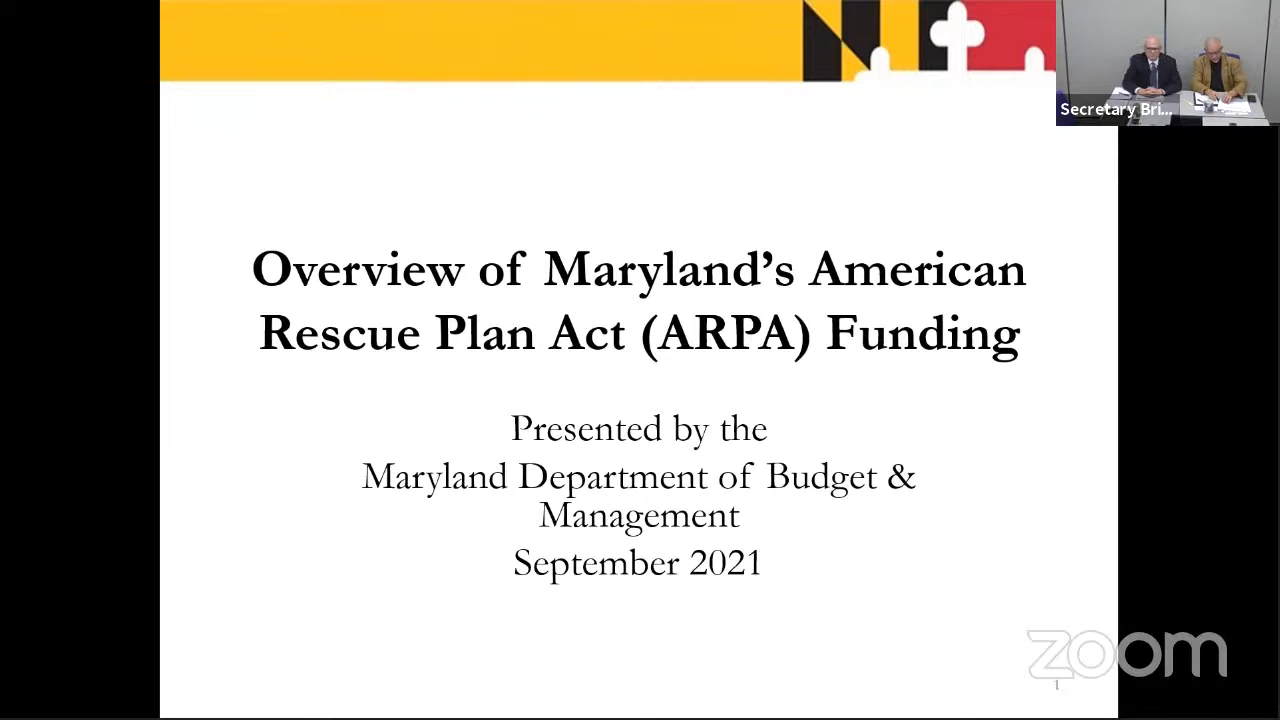 Secretary Bri...
Overview of Maryland's American
Rescue Plan Act (ARPA) Funding
Presented by the
Maryland Department of Budget &
Management
September 2021
zoom
1